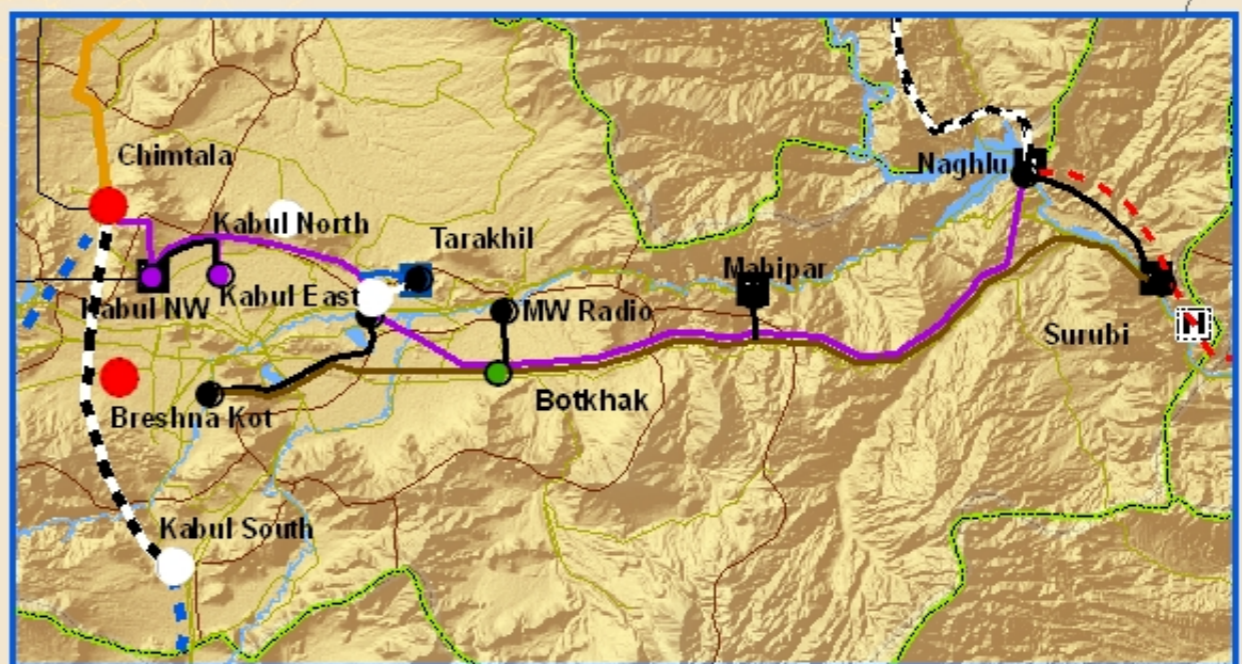 Chimtala
Naghlu
Kabul North
Tarakhil
Mahipar
Kabul East
Kabul NW
MW Radio
Surubi
Botkhak
Breshna Kot
Kabul South
H